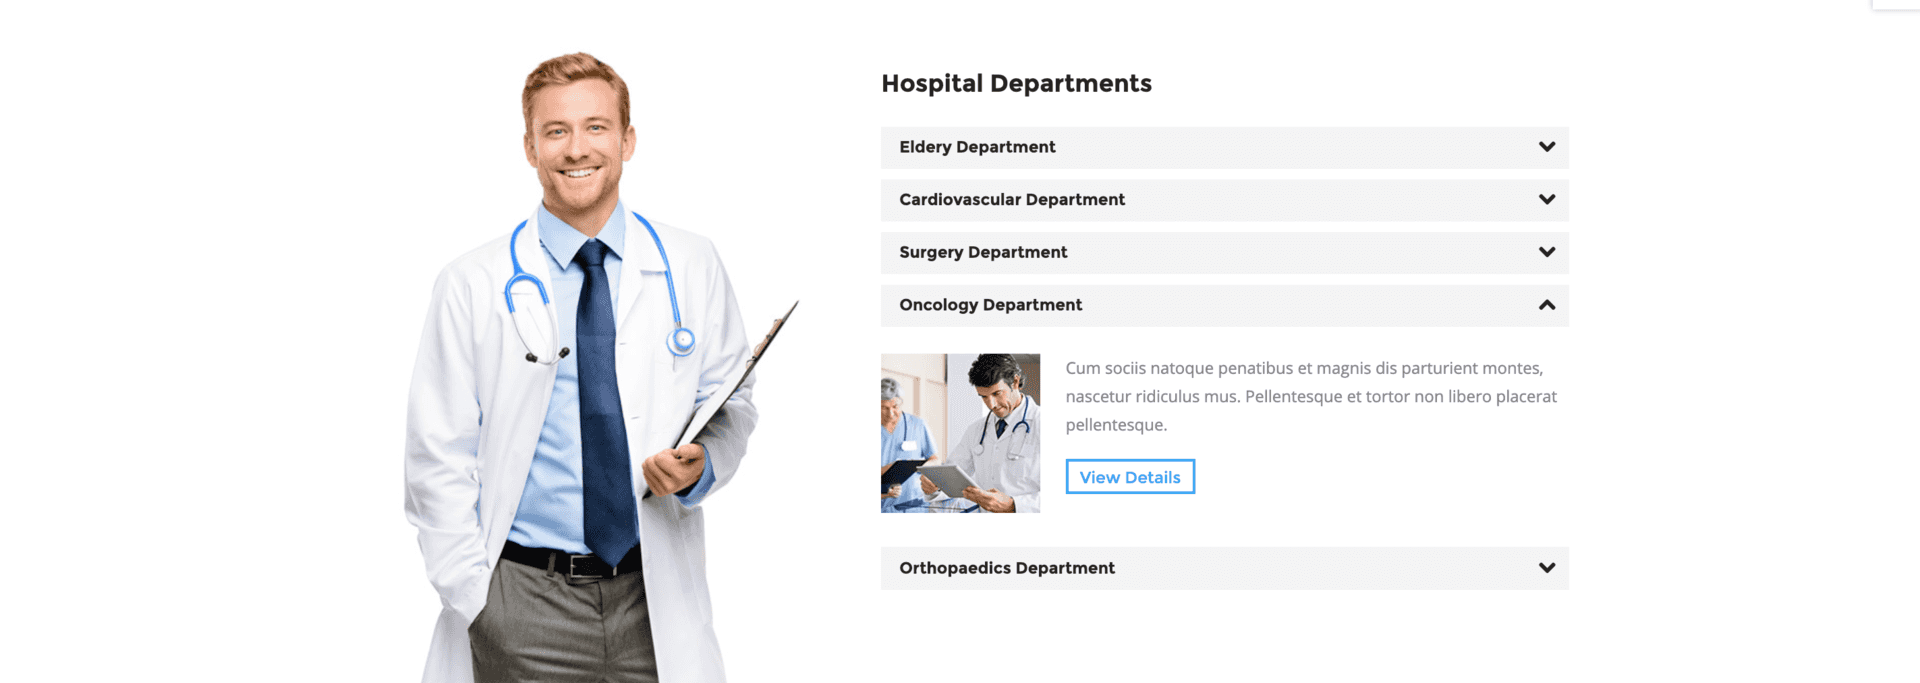 Hospital Departments
Eldery Department
Cardiovascular Department
Surgery Department
Oncology Department
Cum sociis natoque penatibus et magnis dis parturient montes,
nascetur ridiculus mus. Pellentesque et tortor non libero placerat
pellentesque.
View Details
Orthopaedics Department